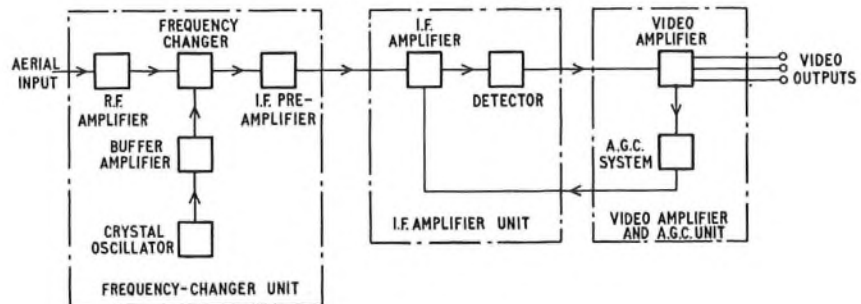 AERIAL
INPUT
R.F.
AMPLIFIER
FREQUENCY
CHANGER
I.F. PRE-
AMPLIFIER
BUFFER
AMPLIFIER
CRYSTAL
OSCILLATOR
FREQUENCY-CHANGER UNIT
I.F.
AMPLIFIER
DETECTOR
I.F. AMPLIFIER UNIT
VIDEO
AMPLIFIER
VIDEO
OUTPUTS
A.G.C.
SYSTEM
VIDEO AMPLIFIER
AND A.G.C. UNIT